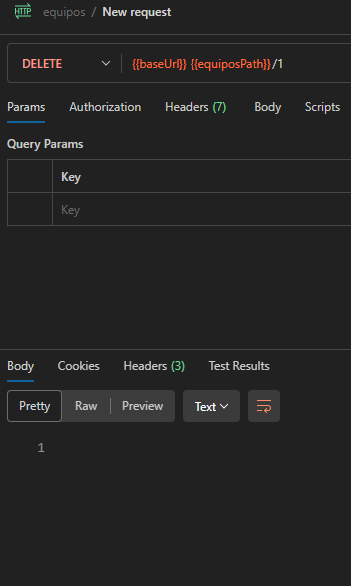 HTTP equipos / New request
DELETE {{baseUrl}} {{equiposPath}}/1
Params Authorization Headers (7) Body Scripts
Query Params
Key
Key
Body Cookies Headers (3) Test Results
Pretty Raw Preview Text
1